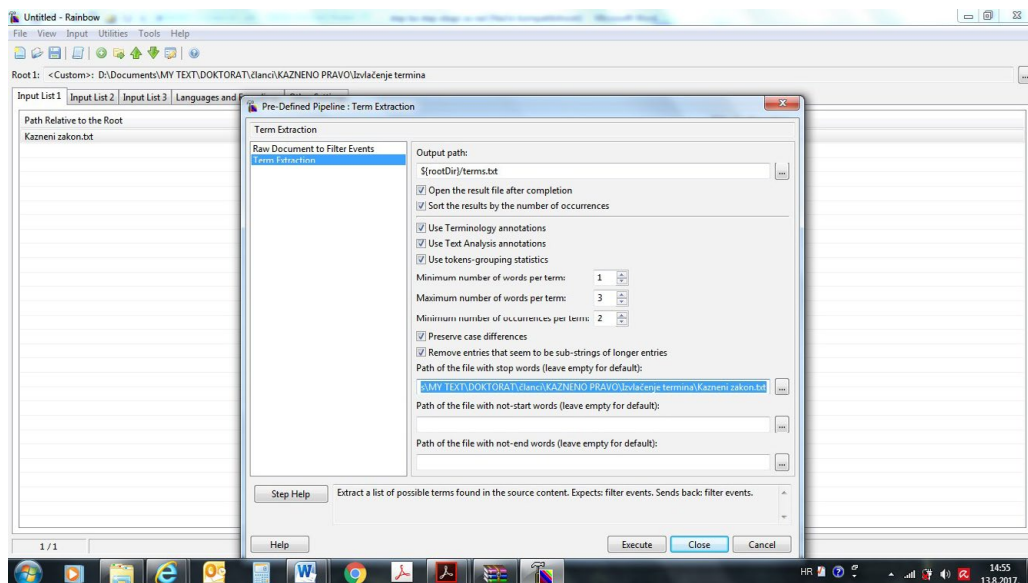 Untitled - Rainbow
File View Input Utilities Tools Help
Root 1: <Custom>: D:\Documents\MY TEXT\DOKTORAT\članci\KAZNENO PRAVO\Izvlačenje termina
Input List 1 Input List 2 Input List 3 Languages and
Path Relative to the Root
Kazneni zakon.txt
Pre-Defined Pipeline : Term Extraction
Term Extraction
Raw Document to Filter Events
Term Extraction
Output path:
${rootDir}/terms.txt
...
Open the result file after completion
Sort the results by the number of occurrences
Use Terminology annotations
Use Text Analysis annotations
Use tokens-grouping statistics
Minimum number of words per term: 1
Maximum number of words per term: 3
Minimum number of occurrences per term: 2
Preserve case differences
Remove entries that seem to be sub-strings of longer entries
Path of the file with stop words (leave empty for default):
s\MY TEXT\DOKTORAT\članci\KAZNENO PRAVO\Izvlačenje termina\Kazneni zakon.txt
...
Path of the file with not-start words (leave empty for default):
...
Path of the file with not-end words (leave empty for default):
...
Step Help
Extract a list of possible terms found in the source content. Expects: filter events. Sends back: filter events.
Help Execute Close Cancel
1 / 1
HR
14:55
13.8.2017